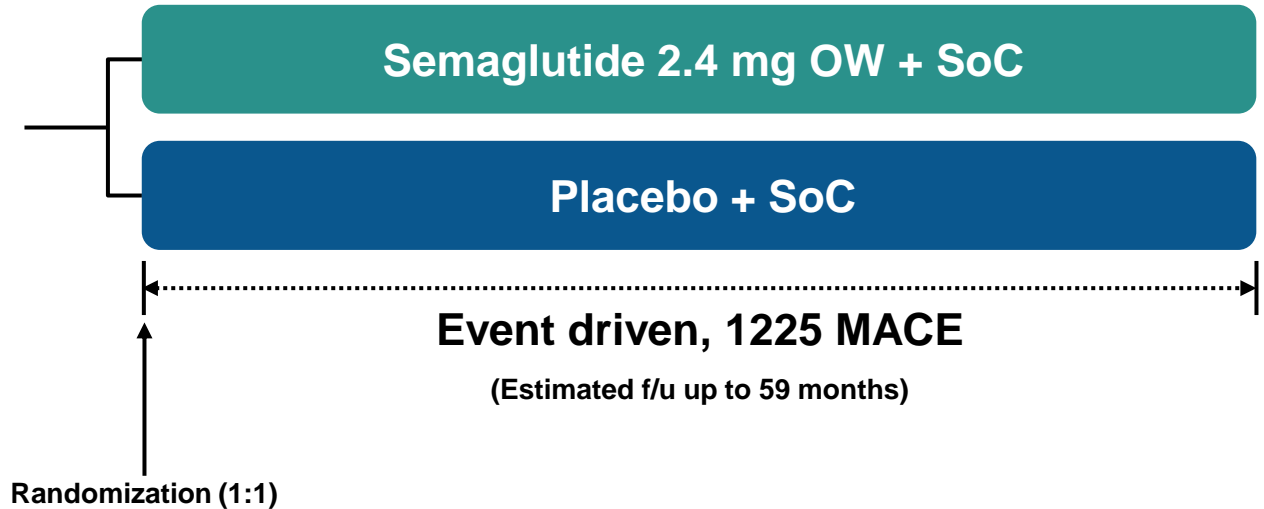 Semaglutide 2.4 mg OW + SoC
Placebo + SoC
Event driven, 1225 MACE
(Estimated f/u up to 59 months)
Randomization (1:1)